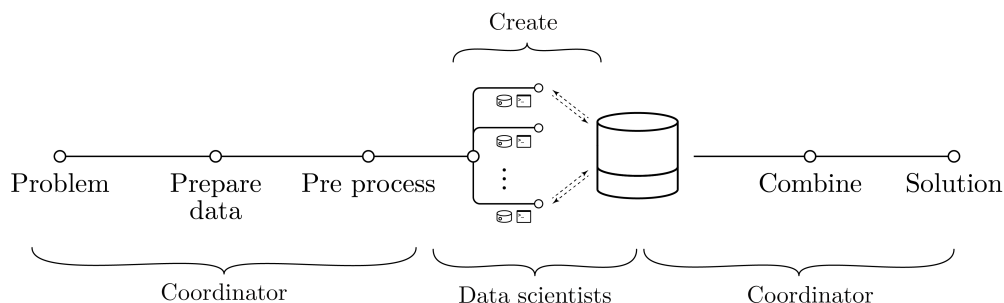 Create
Problem
Prepare
data
Pre process
Combine
Solution
Coordinator
Data scientists
Coordinator